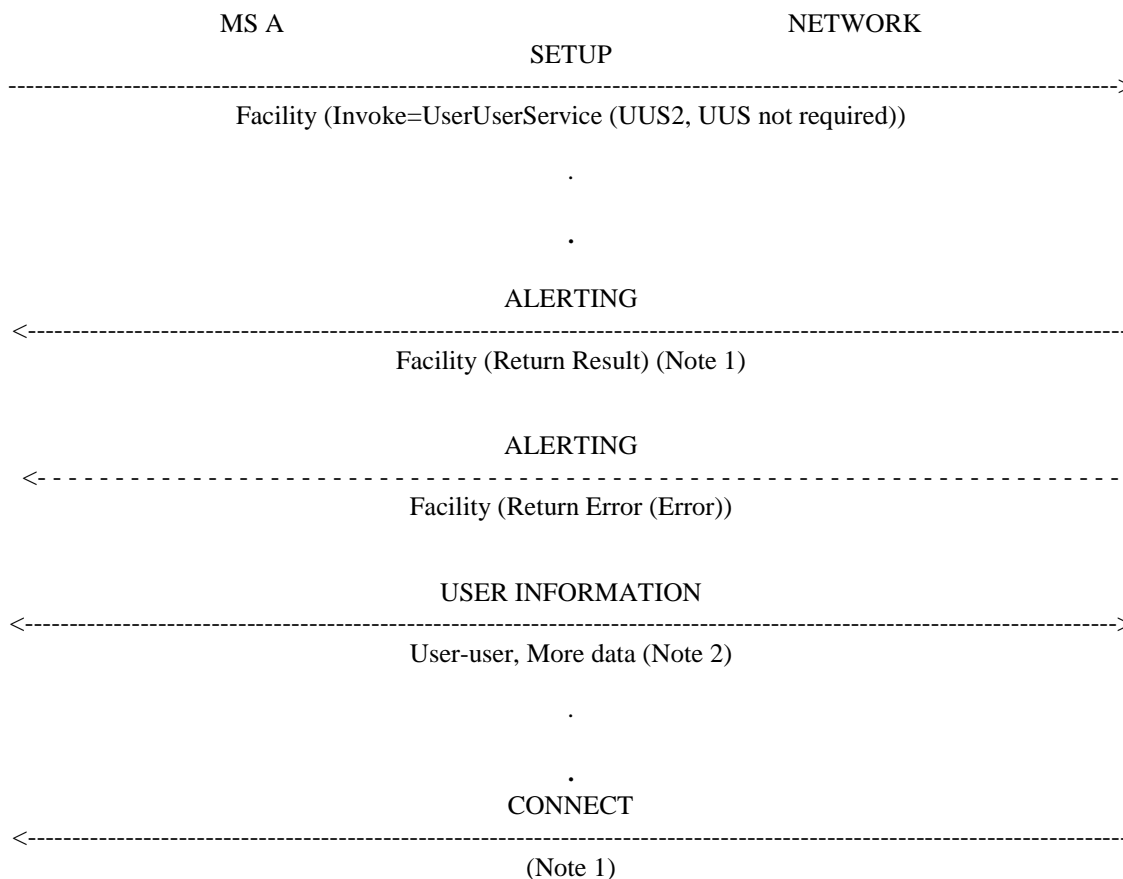 MS A NETWORK
SETUP
------------------------------------------------------------------------------------------------------------------------------>
Facility (Invoke=UserUserService (UUS2, UUS not required))
.
.
ALERTING
<------------------------------------------------------------------------------------------------------------------------------
Facility (Return Result) (Note 1)
ALERTING
<- - - - - - - - - - - - - - - - - - - - - - - - - - - - - - - - - - - - - - - - - - - - - - - - - - - - - - - - - - - - - - - - - - - - - -
Facility (Return Error (Error))
USER INFORMATION
<---------------------------------------------------------------------------------------------------------------------------->
User-user, More data (Note 2)
.
.
CONNECT
<------------------------------------------------------------------------------------------------------------------------------
(Note 1)